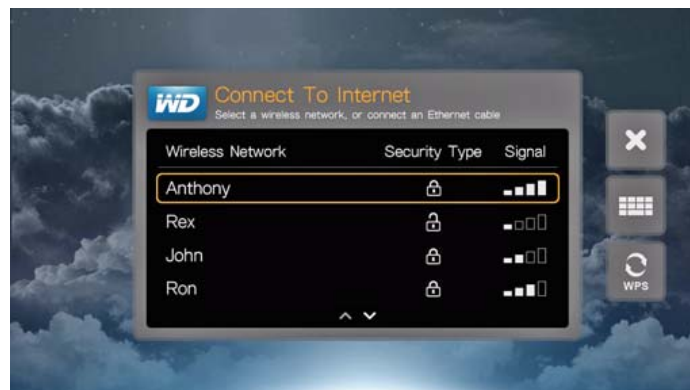 WD
Connect To Internet
Select a wireless network, or connect an Ethernet cable
Wireless Network Security Type Signal
Anthony
Rex
John
Ron
WPS